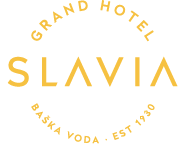 GRAND HOTEL
SLAVIA
BAŠKA VODA · EST 1930